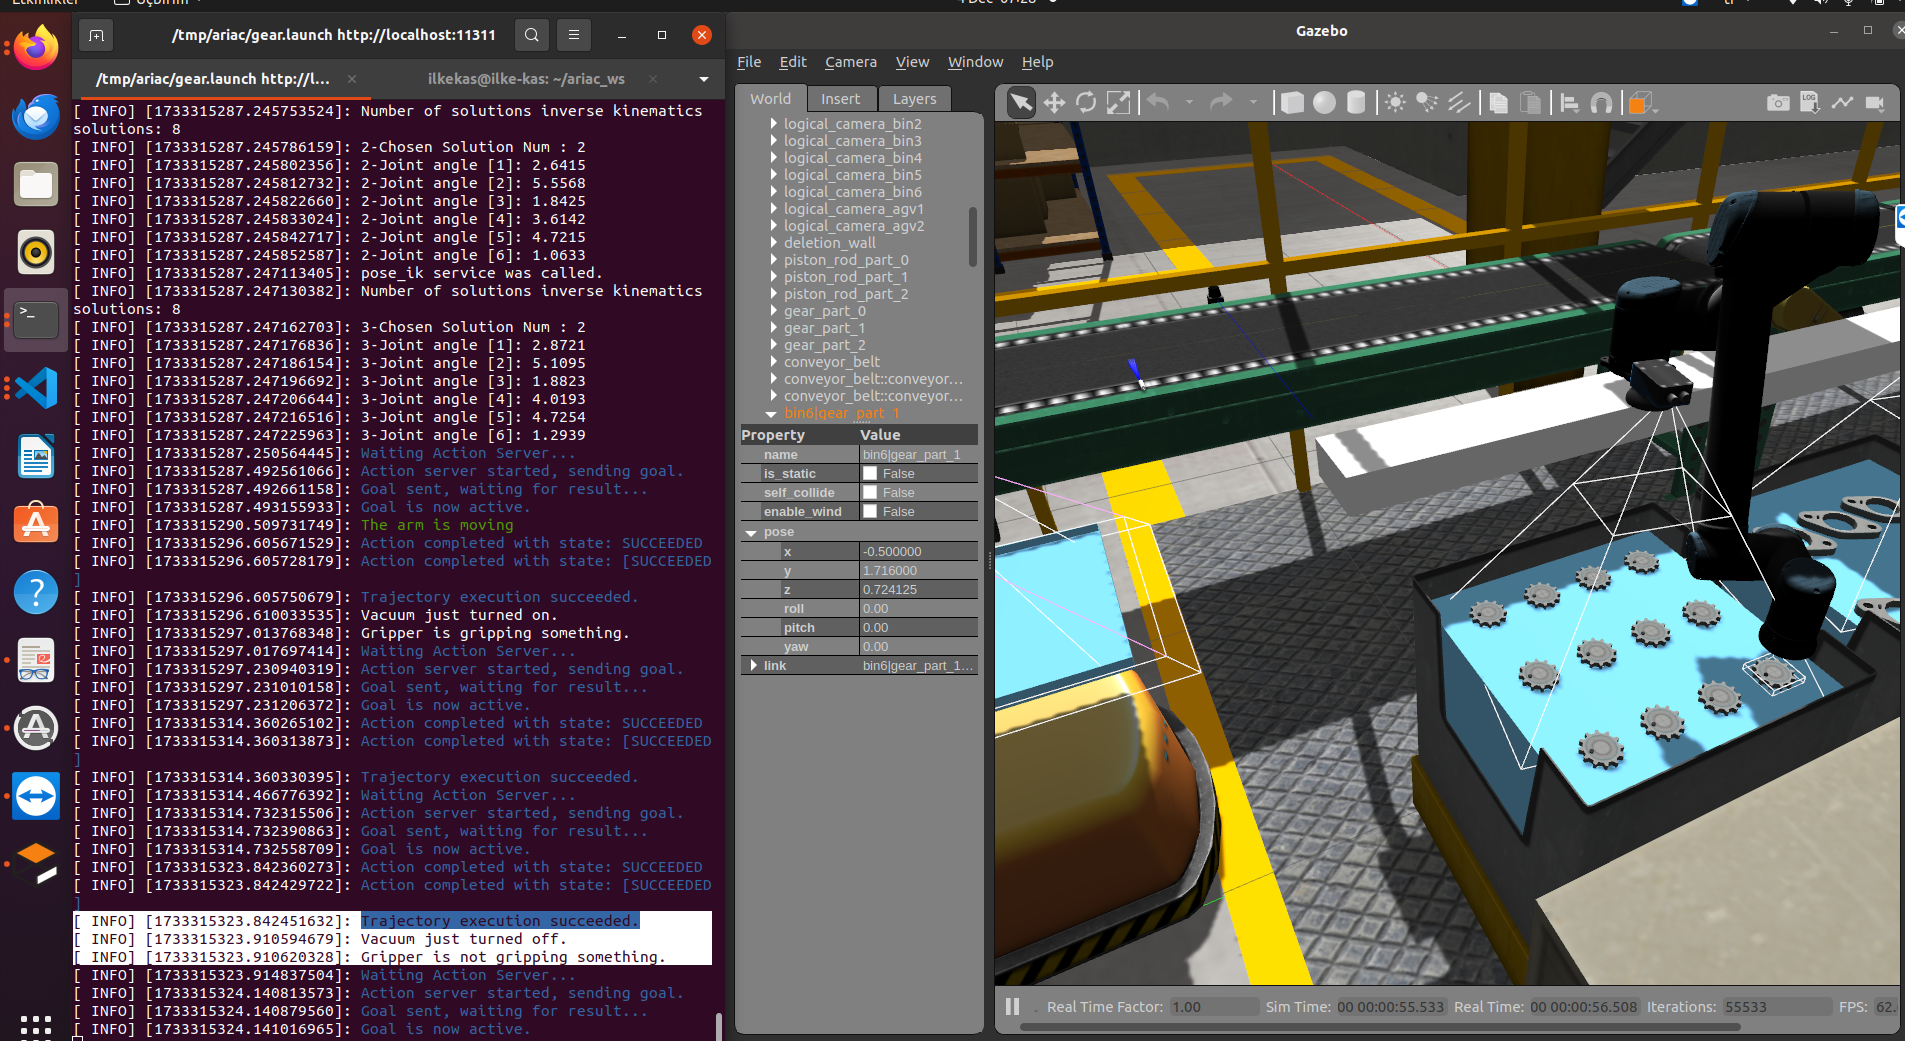 /tmp/ariac/gear.launch http://localhost:11311
/tmp/ariac/gear.launch http://l...
ilkekas@ilke-kas: ~/ariac_ws
[ INFO] [1733315287.245753524]: Number of solutions inverse kinematics
solutions: 8
[ INFO] [1733315287.245786159]: 2-Chosen Solution Num : 2
[ INFO] [1733315287.245802356]: 2-Joint angle [1]: 2.6415
[ INFO] [1733315287.245812732]: 2-Joint angle [2]: 5.5568
[ INFO] [1733315287.245822660]: 2-Joint angle [3]: 1.8425
[ INFO] [1733315287.245833024]: 2-Joint angle [4]: 3.6142
[ INFO] [1733315287.245842717]: 2-Joint angle [5]: 4.7215
[ INFO] [1733315287.245852587]: 2-Joint angle [6]: 1.0633
[ INFO] [1733315287.247113405]: pose_ik service was called.
[ INFO] [1733315287.247130382]: Number of solutions inverse kinematics
solutions: 8
[ INFO] [1733315287.247162703]: 3-Chosen Solution Num : 2
[ INFO] [1733315287.247176836]: 3-Joint angle [1]: 2.8721
[ INFO] [1733315287.247186154]: 3-Joint angle [2]: 5.1095
[ INFO] [1733315287.247196692]: 3-Joint angle [3]: 1.8823
[ INFO] [1733315287.247206644]: 3-Joint angle [4]: 4.0193
[ INFO] [1733315287.247216516]: 3-Joint angle [5]: 4.7254
[ INFO] [1733315287.247225963]: 3-Joint angle [6]: 1.2939
[ INFO] [1733315287.250564445]: Waiting Action Server...
[ INFO] [1733315287.492561066]: Action server started, sending goal.
[ INFO] [1733315287.492661158]: Goal sent, waiting for result...
[ INFO] [1733315287.493155933]: Goal is now active.
[ INFO] [1733315290.509731749]: The arm is moving
[ INFO] [1733315296.605671529]: Action completed with state: SUCCEEDED
[ INFO] [1733315296.605728179]: Action completed with state: [SUCCEEDED
]
[ INFO] [1733315296.605750679]: Trajectory execution succeeded.
[ INFO] [1733315296.610033535]: Vacuum just turned on.
[ INFO] [1733315297.013768348]: Gripper is gripping something.
[ INFO] [1733315297.017697414]: Waiting Action Server...
[ INFO] [1733315297.230940319]: Action server started, sending goal.
[ INFO] [1733315297.231010158]: Goal sent, waiting for result...
[ INFO] [1733315297.231206372]: Goal is now active.
[ INFO] [1733315314.360265102]: Action completed with state: SUCCEEDED
[ INFO] [1733315314.360313873]: Action completed with state: [SUCCEEDED
]
[ INFO] [1733315314.360330395]: Trajectory execution succeeded.
[ INFO] [1733315314.466776392]: Waiting Action Server...
[ INFO] [1733315314.732315506]: Action server started, sending goal.
[ INFO] [1733315314.732390863]: Goal sent, waiting for result...
[ INFO] [1733315314.732558709]: Goal is now active.
[ INFO] [1733315323.842360273]: Action completed with state: SUCCEEDED
[ INFO] [1733315323.842429722]: Action completed with state: [SUCCEEDED
]
[ INFO] [1733315323.842451632]: Trajectory execution succeeded.
[ INFO] [1733315323.910594679]: Vacuum just turned off.
[ INFO] [1733315323.910620328]: Gripper is not gripping something.
[ INFO] [1733315323.914837504]: Waiting Action Server...
[ INFO] [1733315324.140813573]: Action server started, sending goal.
[ INFO] [1733315324.140879560]: Goal sent, waiting for result...
[ INFO] [1733315324.141016965]: Goal is now active.
Gazebo
File Edit Camera View Window Help
World Insert Layers
logical_camera_bin2
logical_camera_bin3
logical_camera_bin4
logical_camera_bin5
logical_camera_bin6
logical_camera_agv1
logical_camera_agv2
deletion_wall
piston_rod_part_0
piston_rod_part_1
piston_rod_part_2
gear_part_0
gear_part_1
gear_part_2
conveyor_belt
conveyor_belt::conveyor...
conveyor_belt::conveyor...
bin6|gear_part_1
Property Value
name bin6|gear_part_1
is_static False
self_collide False
enable_wind False
pose
x -0.500000
y 1.716000
z 0.724125
roll 0.00
pitch 0.00
yaw 0.00
link bin6|gear_part_1...
LOG
Real Time Factor: 1.00 Sim Time: 00 00:00:55.533 Real Time: 00 00:00:56.508 Iterations: 55533 FPS: 62.